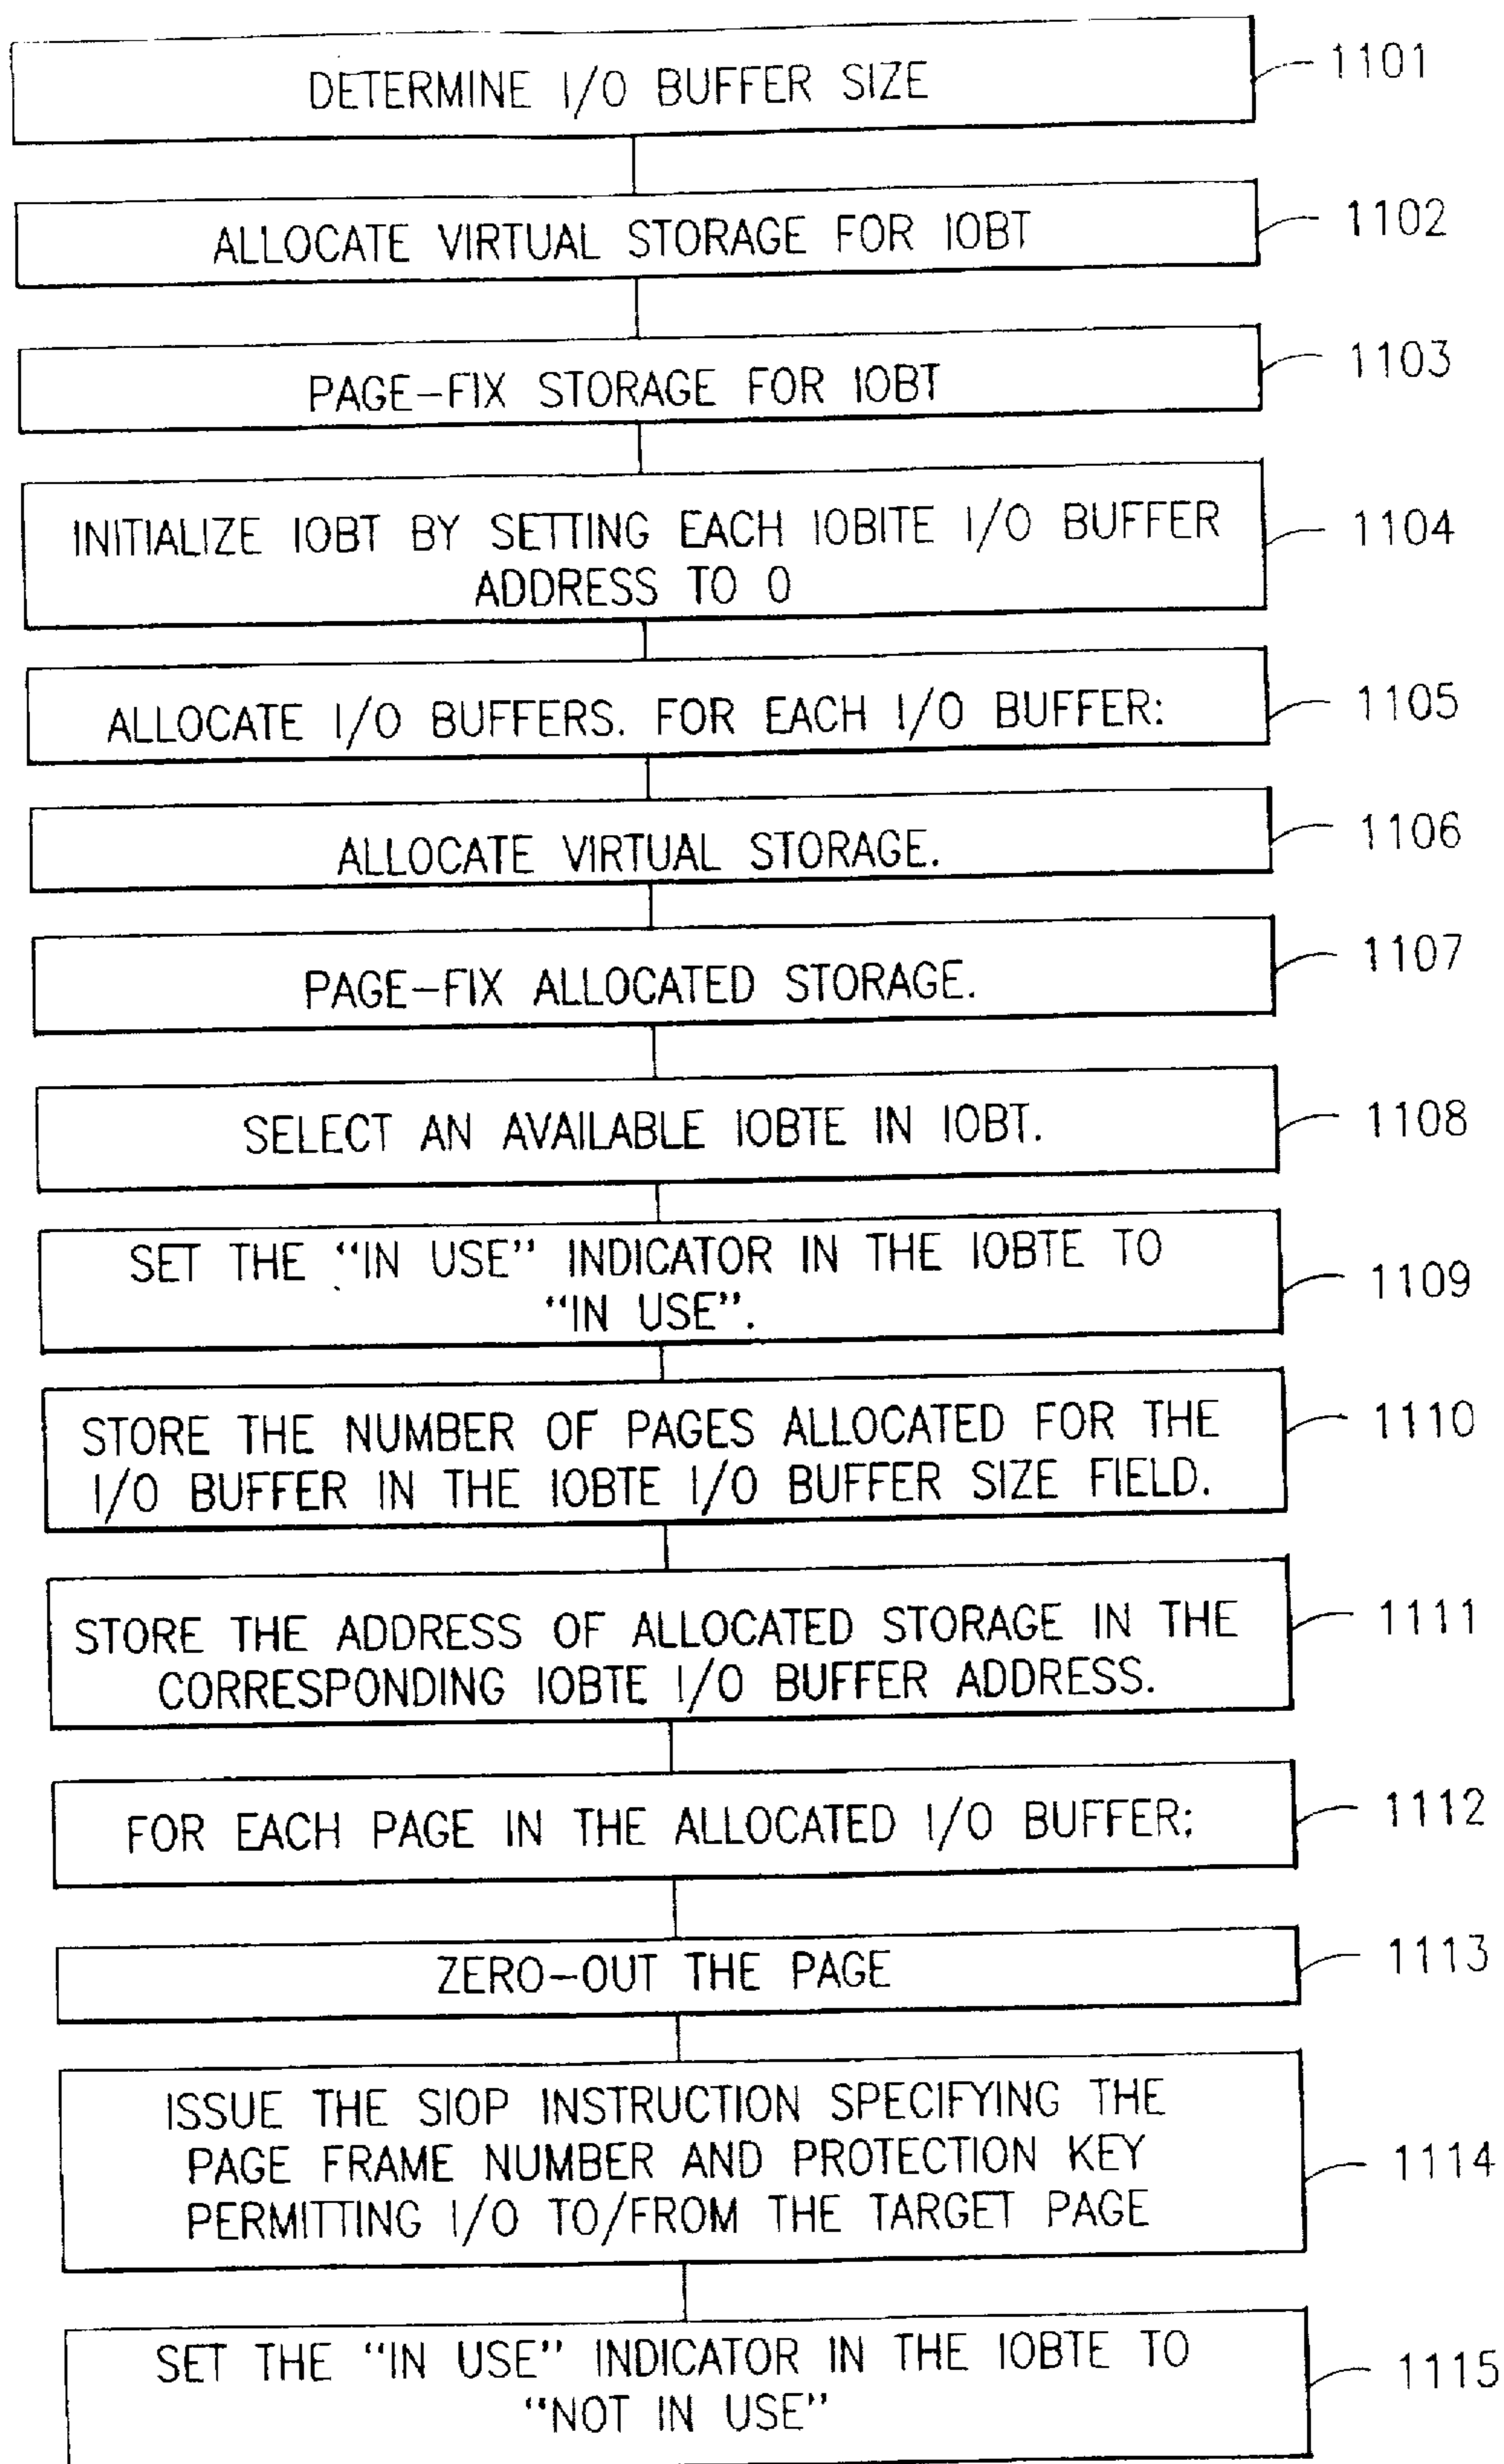 DETERMINE I/O BUFFER SIZE 1101
ALLOCATE VIRTUAL STORAGE FOR IOBT 1102
PAGE-FIX STORAGE FOR IOBT 1103
INITIALIZE IOBT BY SETTING EACH IOBITE I/O BUFFER 1104
ADDRESS TO 0
ALLOCATE I/O BUFFERS. FOR EACH I/O BUFFER: 1105
ALLOCATE VIRTUAL STORAGE. 1106
PAGE-FIX ALLOCATED STORAGE. 1107
SELECT AN AVAILABLE IOBTE IN IOBT. 1108
SET THE “IN USE” INDICATOR IN THE IOBTE TO 1109
“IN USE”.
STORE THE NUMBER OF PAGES ALLOCATED FOR THE 1110
I/O BUFFER IN THE IOBTE I/O BUFFER SIZE FIELD.
STORE THE ADDRESS OF ALLOCATED STORAGE IN THE 1111
CORRESPONDING IOBTE I/O BUFFER ADDRESS.
FOR EACH PAGE IN THE ALLOCATED I/O BUFFER; 1112
ZERO-OUT THE PAGE 1113
ISSUE THE SIOP INSTRUCTION SPECIFYING THE
PAGE FRAME NUMBER AND PROTECTION KEY 1114
PERMITTING I/O TO/FROM THE TARGET PAGE
SET THE “IN USE” INDICATOR IN THE IOBTE TO 1115
“NOT IN USE”